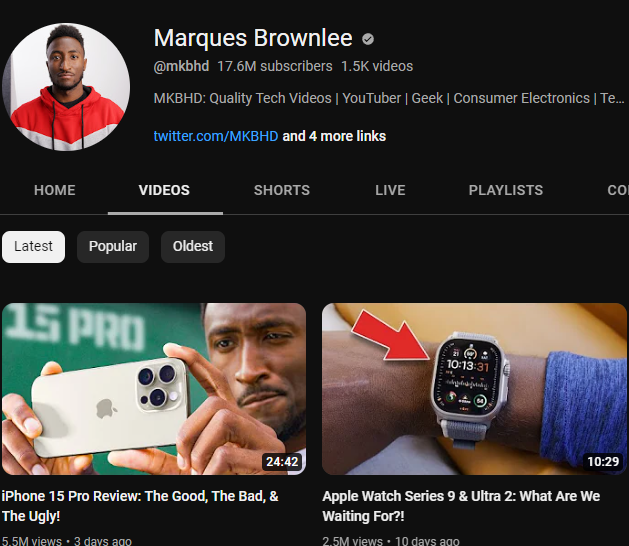 Marques Brownlee
@mkbhd 17.6M subscribers 1.5K videos
MKBHD: Quality Tech Videos | YouTuber | Geek | Consumer Electronics | Te...
twitter.com/MKBHD and 4 more links
HOME VIDEOS SHORTS LIVE PLAYLISTS CO
Latest Popular Oldest
15 PRO
24:42
10:13:31
10:29
iPhone 15 Pro Review: The Good, The Bad, &
The Ugly!
5.5M views • 3 days ago
Apple Watch Series 9 & Ultra 2: What Are We
Waiting For?!
2.5M views • 10 days ago